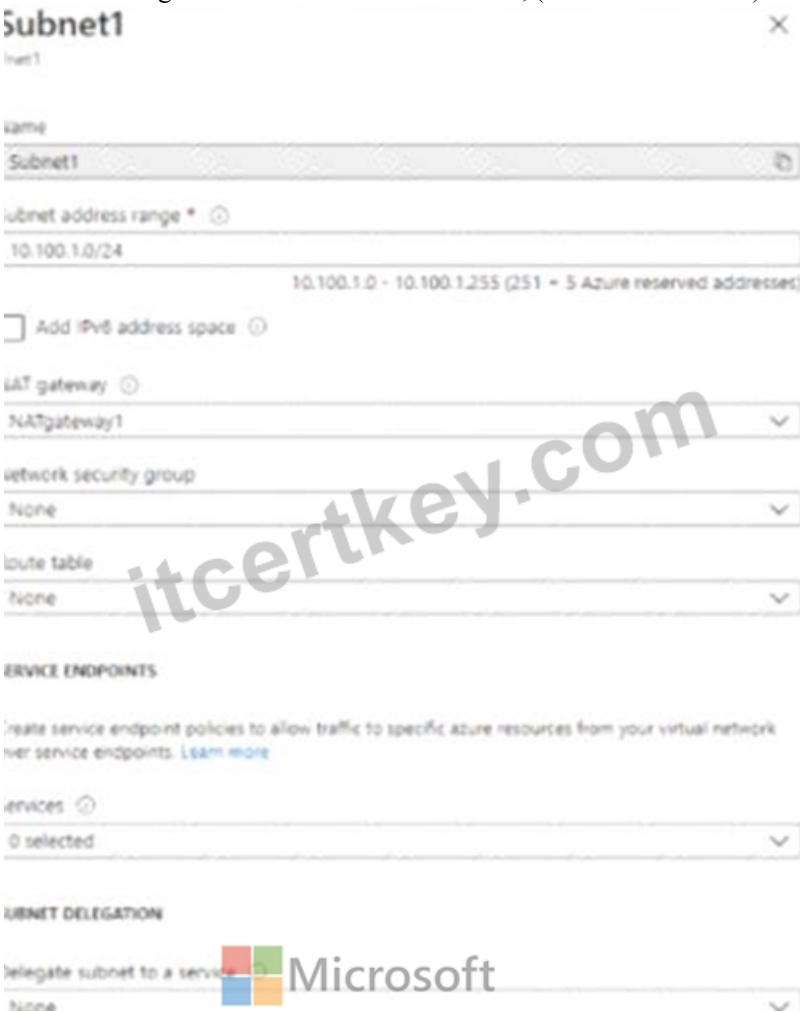 Subnet1
Name
Subnet1
Subnet address range *
10.100.1.0/24
10.100.1.0 - 10.100.1.255 (251 + 5 Azure reserved addresses)
Add IPv6 address space
NAT gateway
NATgateway1
Network security group
None
Route table
None
SERVICE ENDPOINTS
Create service endpoint policies to allow traffic to specific azure resources from your virtual network
over service endpoints. Learn more
Services
0 selected
SUBNET DELEGATION
Delegate subnet to a service
None
itcertkey.com
Microsoft